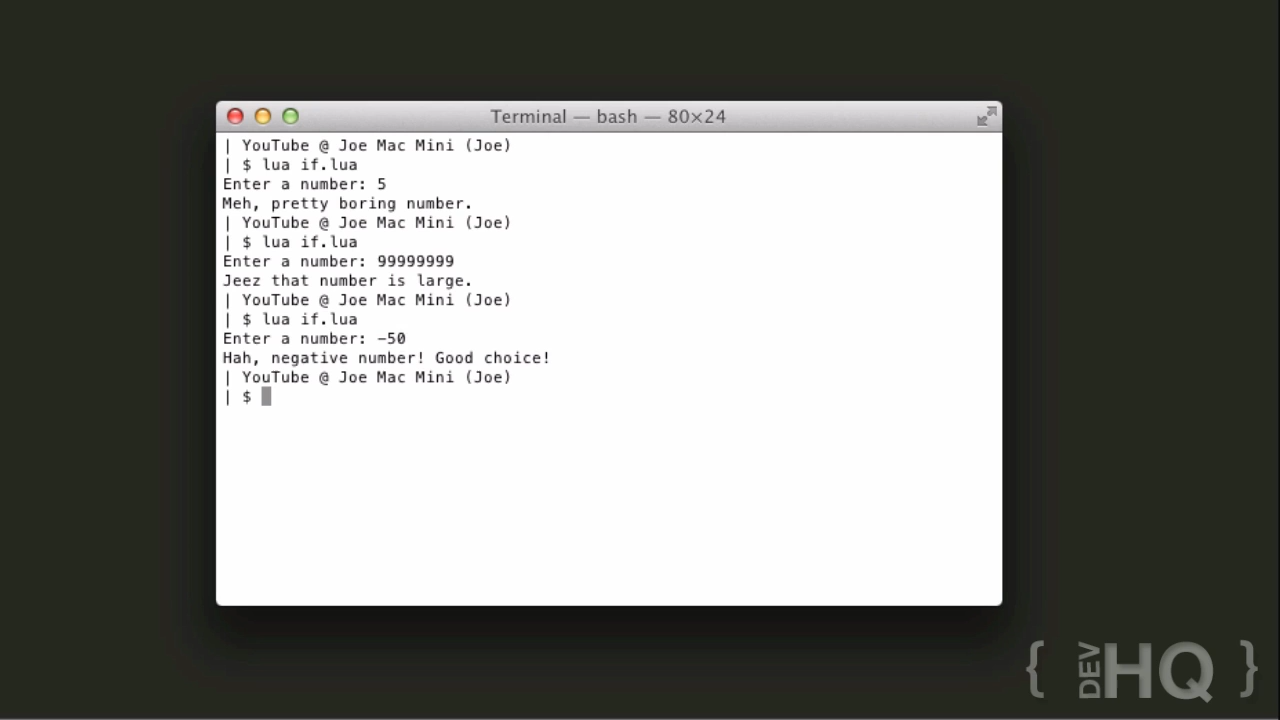 Terminal — bash — 80×24
| YouTube @ Joe Mac Mini (Joe)
| $ lua if.lua
Enter a number: 5
Meh, pretty boring number.
| YouTube @ Joe Mac Mini (Joe)
| $ lua if.lua
Enter a number: 99999999
Jeez that number is large.
| YouTube @ Joe Mac Mini (Joe)
| $ lua if.lua
Enter a number: -50
Hah, negative number! Good choice!
| YouTube @ Joe Mac Mini (Joe)
| $
{ DEV HQ }